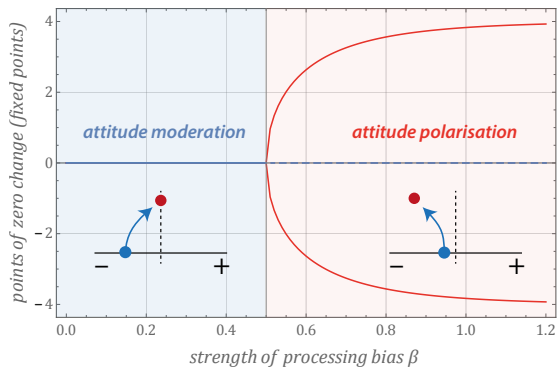 points of zero change (fixed points)
4
2
0
-2
-4
attitude moderation
attitude polarisation
− +
− +
0.0 0.2 0.4 0.6 0.8 1.0 1.2
strength of processing bias β